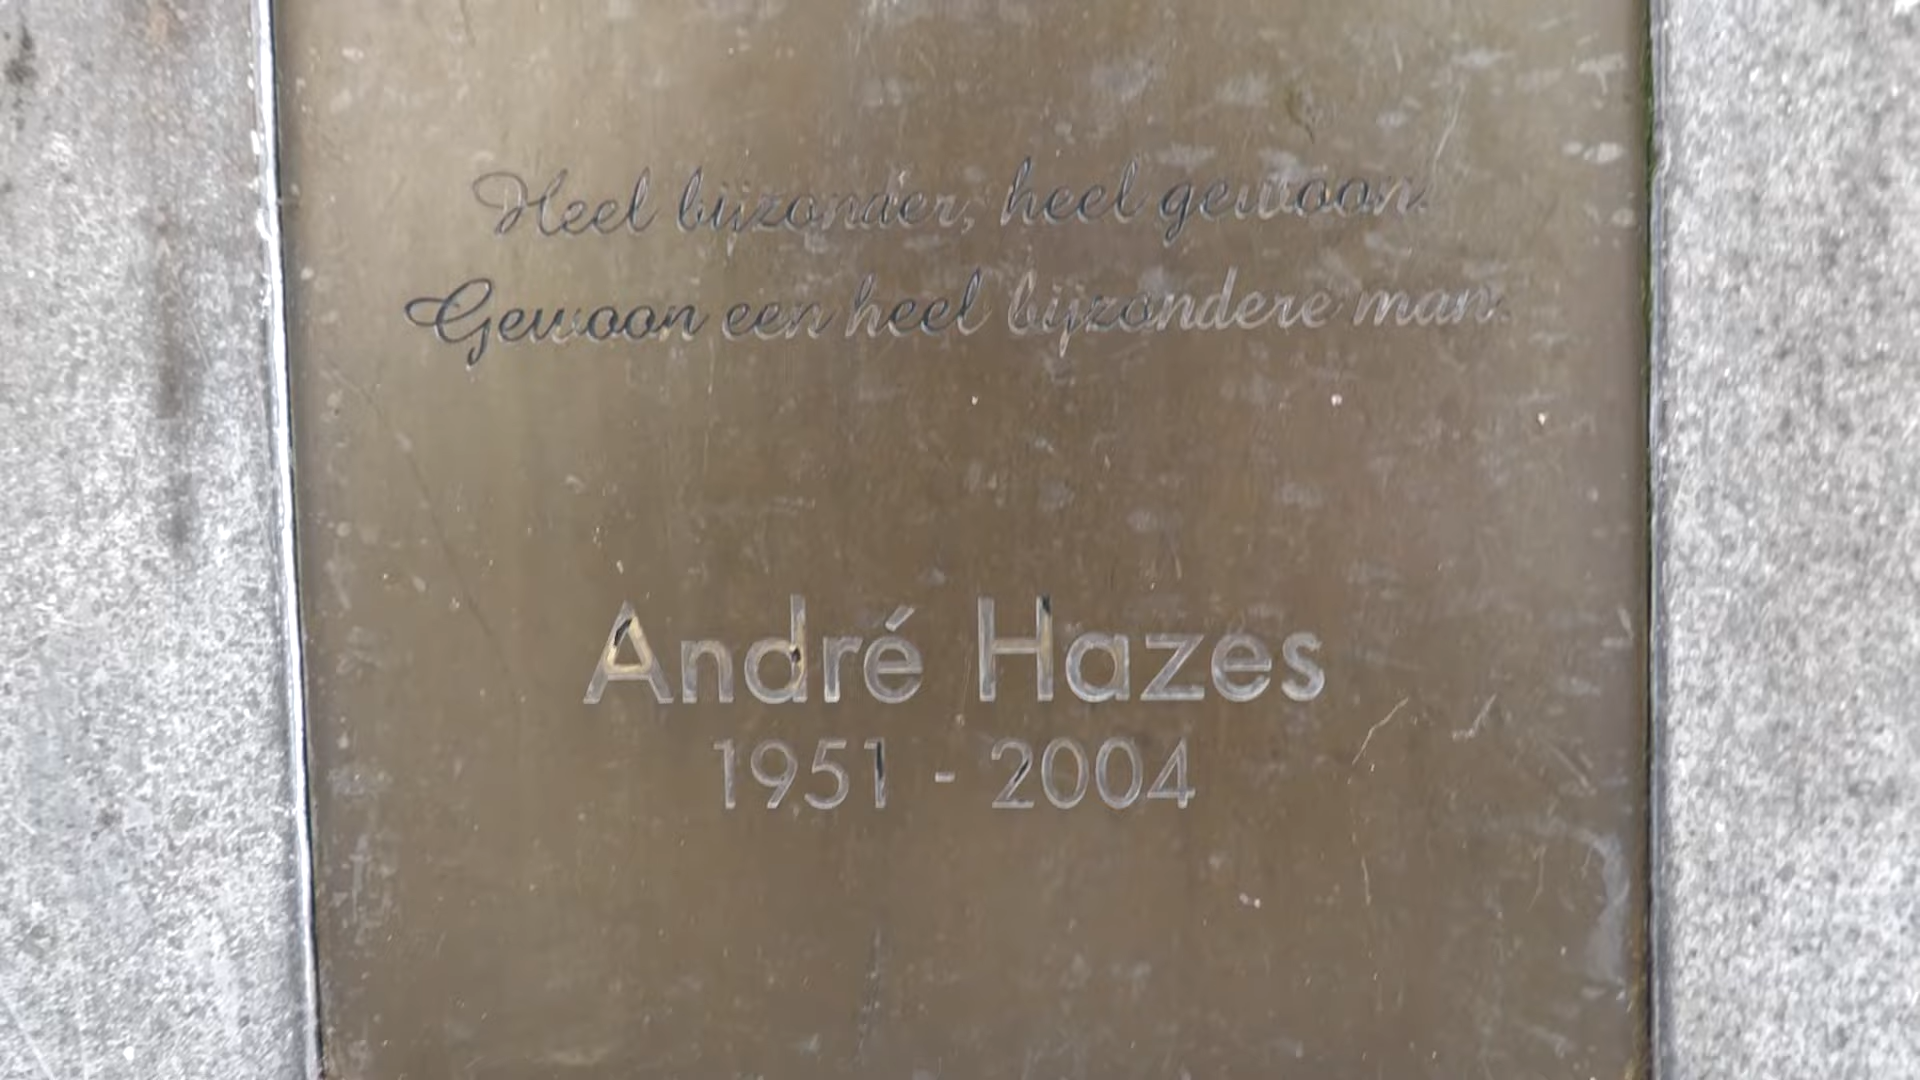 Heel bijzonder, heel gewoon.
Gewoon een heel bijzondere man.
André Hazes
1951 - 2004